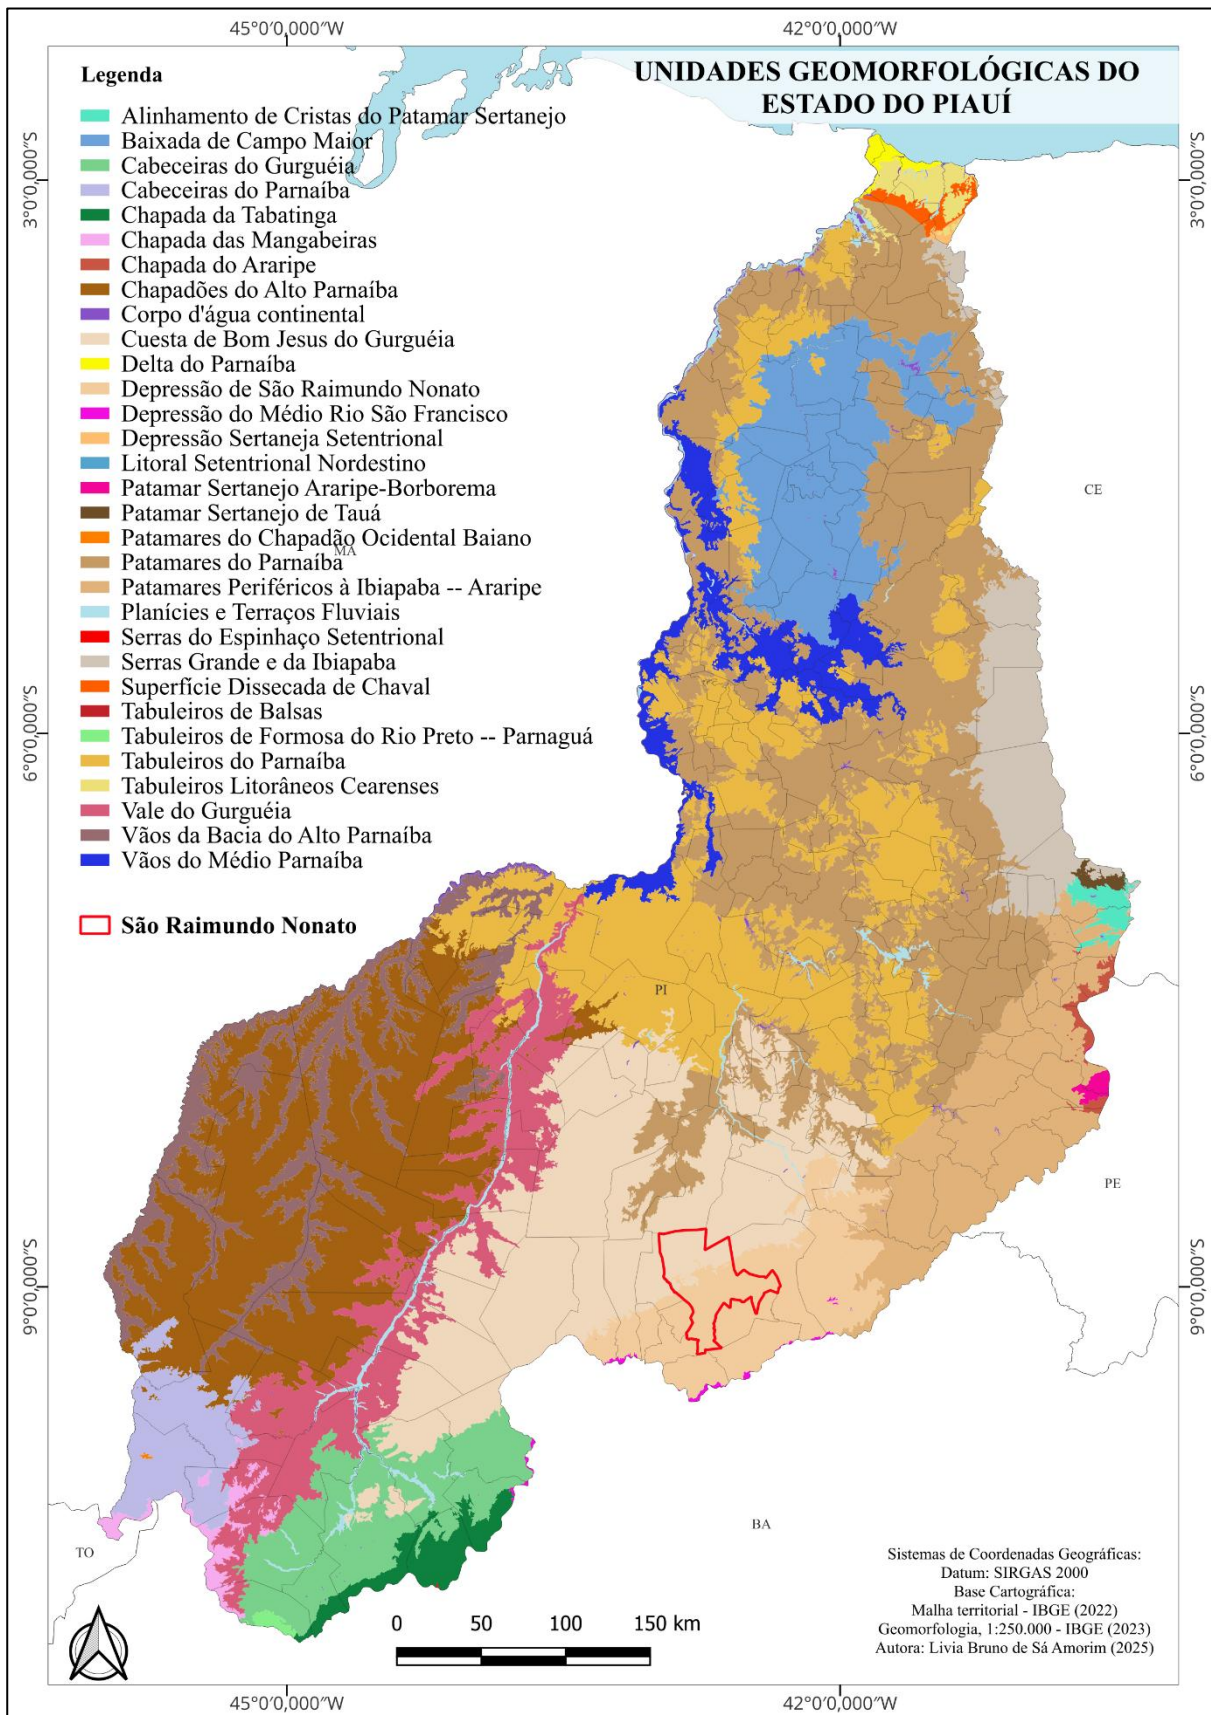 45°0′0,000″W
42°0′0,000″W
UNIDADES GEOMORFOLÓGICAS DO
ESTADO DO PIAUÍ
Legenda
Alinhamento de Cristas do Patamar Sertanejo
Baixada de Campo Maior
Cabeceiras do Gurguéia
Cabeceiras do Parnaíba
Chapada da Tabatinga
Chapada das Mangabeiras
Chapada do Araripe
Chapadões do Alto Parnaíba
Corpo d'água continental
Cuesta de Bom Jesus do Gurguéia
Delta do Parnaíba
Depressão de São Raimundo Nonato
Depressão do Médio Rio São Francisco
Depressão Sertaneja Setentrional
Litoral Setentrional Nordestino
Patamar Sertanejo Araripe-Borborema
Patamar Sertanejo de Tauá
Patamares do Chapadão Ocidental Baiano
Patamares do Parnaíba
Patamares Periféricos à Ibiapaba -- Araripe
Planícies e Terraços Fluviais
Serras do Espinhaço Setentrional
Serras Grande e da Ibiapaba
Superfície Dissecada de Chaval
Tabuleiros de Balsas
Tabuleiros de Formosa do Rio Preto -- Parnaguá
Tabuleiros do Parnaíba
Tabuleiros Litorâneos Cearenses
Vale do Gurguéia
Vãos da Bacia do Alto Parnaíba
Vãos do Médio Parnaíba
São Raimundo Nonato
3°0′0,000″S
3°0′0,000″S
6°0′0,000″S
6°0′0,000″S
9°0′0,000″S
9°0′0,000″S
MA
CE
PI
PE
BA
TO
0 50 100 150 km
Sistemas de Coordenadas Geográficas:
Datum: SIRGAS 2000
Base Cartográfica:
Malha territorial - IBGE (2022)
Geomorfologia, 1:250.000 - IBGE (2023)
Autora: Livia Bruno de Sá Amorim (2025)
45°0′0,000″W
42°0′0,000″W